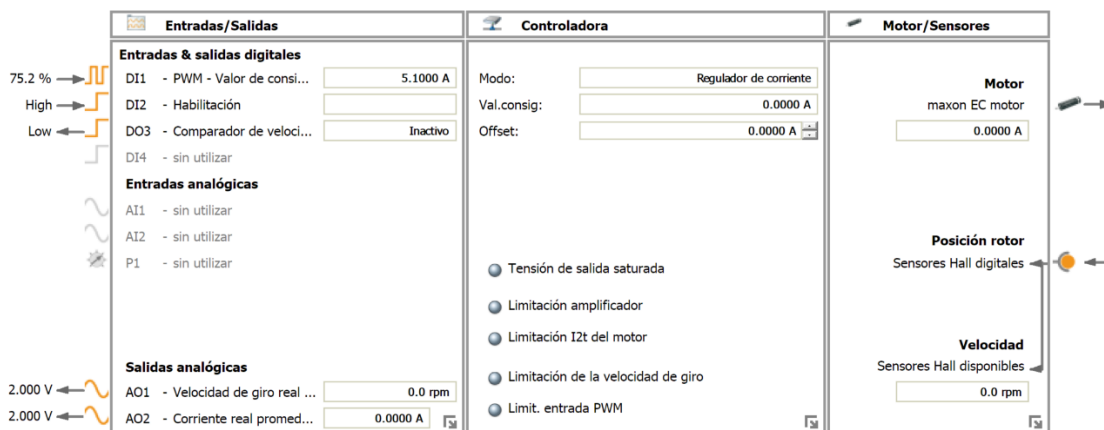 Entradas/Salidas
Entradas & salidas digitales
75.2 % DI1 - PWM - Valor de consi... 5.1000 A
High DI2 - Habilitación
Low DO3 - Comparador de veloci... Inactivo
DI4 - sin utilizar
Entradas analógicas
AI1 - sin utilizar
AI2 - sin utilizar
P1 - sin utilizar
Salidas analógicas
2.000 V AO1 - Velocidad de giro real ... 0.0 rpm
2.000 V AO2 - Corriente real promed... 0.0000 A
Controladora
Modo: Regulador de corriente
Val.consig: 0.0000 A
Offset: 0.0000 A
Tensión de salida saturada
Limitación amplificador
Limitación I2t del motor
Limitación de la velocidad de giro
Limit. entrada PWM
Motor/Sensores
Motor
maxon EC motor
0.0000 A
Posición rotor
Sensores Hall digitales
Velocidad
Sensores Hall disponibles
0.0 rpm